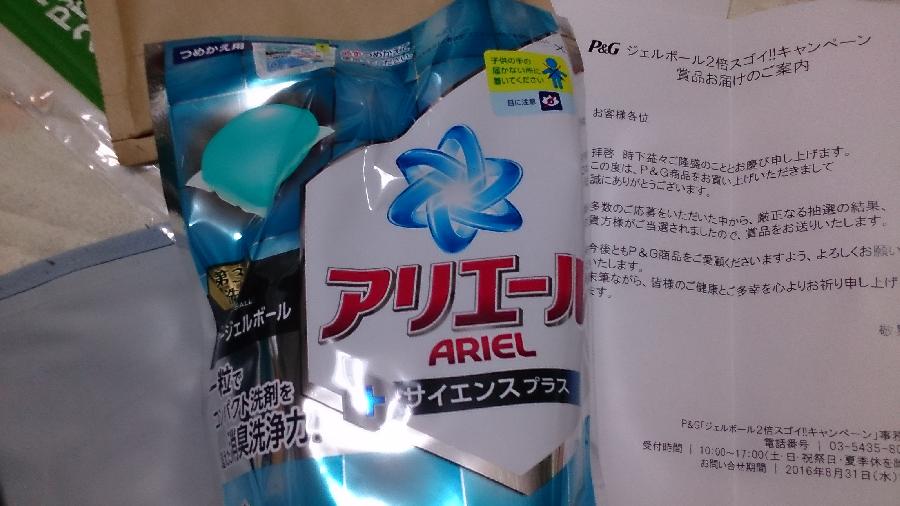 つめかえ用
子供の手の
届かない所に
置いてください
目に注意
アリエール
ARIEL
サイエンスプラス
ジェルボール
一粒で
コンパクト洗剤を
消臭洗浄力!
P&G ジェルボール2倍スゴイ!!キャンペーン
賞品お届けのご案内
お客様各位
拝啓 時下益々ご隆盛のこととお慶び申し上げます。
この度は、P&G商品をお買い上げいただきまして
誠にありがとうございます。
多数のご応募をいただいた中から、厳正なる抽選の結果、
貴方様がご当選されましたので、賞品をお送りいたします。
今後ともP&G商品をご愛顧くださいますよう、よろしくお願い
いたします。
末筆ながら、皆様のご健康とご多幸を心よりお祈り申し上げ
ます。
敬
P&G「ジェルボール2倍スゴイ!!キャンペーン」事務
電話番号 | 03-5435-80
受付時間 | 10:00~17:00(土・日・祝祭日・夏季休を
お問い合せ期間 | 2016年8月31日(水)